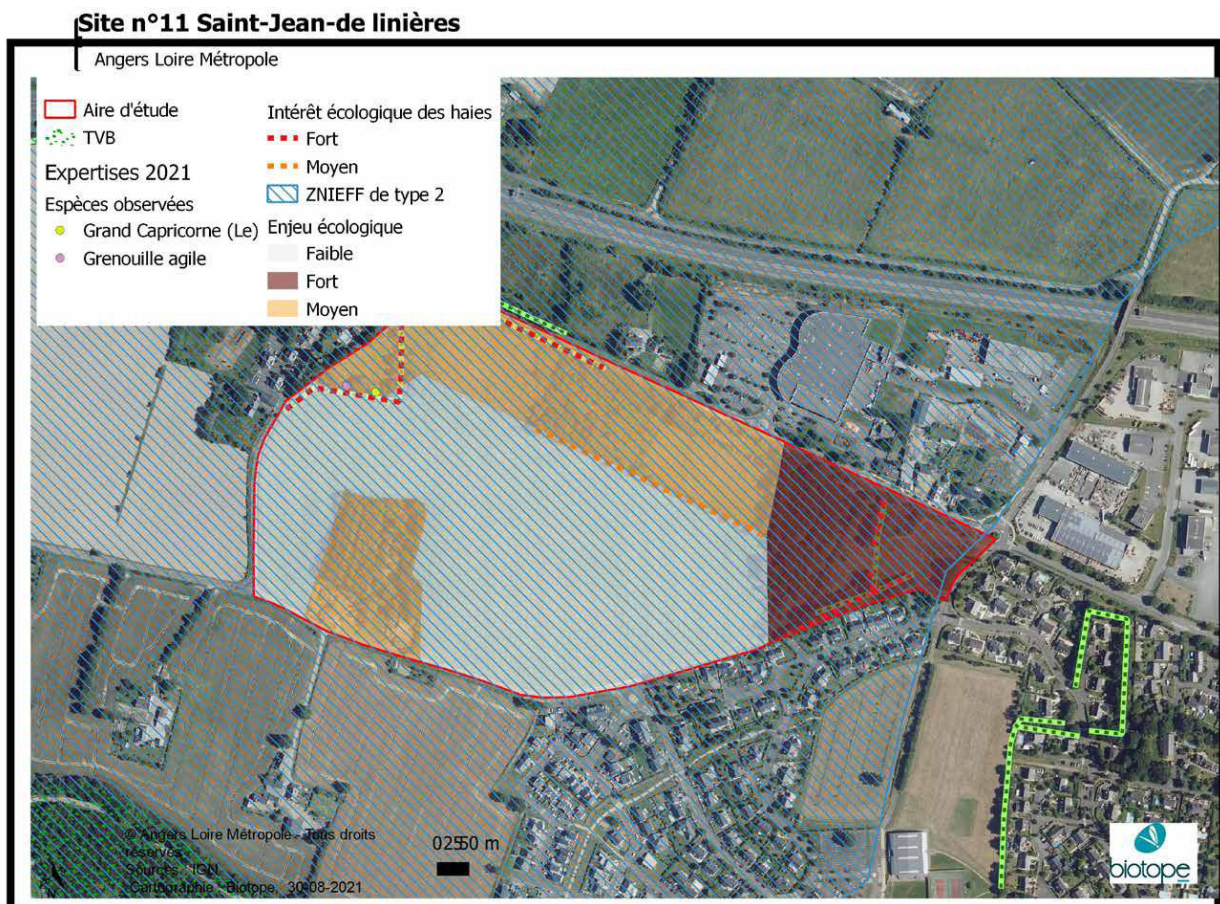 Site n°11 Saint-Jean-de linières
Angers Loire Métropole
Aire d'étude
TVB
Expertises 2021
Espèces observées
Grand Capricorne (Le)
Grenouille agile
Intérêt écologique des haies
Fort
Moyen
ZNIEFF de type 2
Enjeu écologique
Faible
Fort
Moyen
© Angers Loire Métropole - Tous droits
réservés
Sources : IGN
Cartographie : Biotope, 30-08-2021
02550 m
biotope